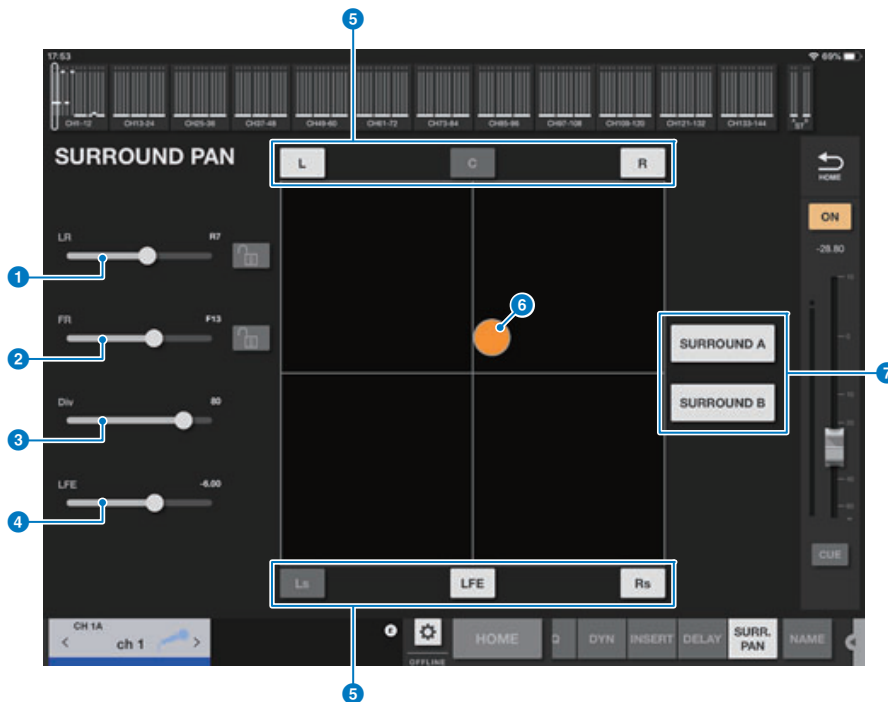 5
17:53
69%
CH1-12 CH13-24 CH25-36 CH37-48 CH49-60 CH61-72 CH73-84 CH85-96 CH97-108 CH109-120 CH121-132 CH133-144 ST
SURROUND PAN
L C R
HOME
ON
-28.80
LR R7
1
FR F13
2
6
SURROUND A
7
SURROUND B
Div 80
3
LFE -6.00
4
CUE
Ls LFE Rs
CH 1A
< ch 1 >
E
OFFLINE
HOME
Q DYN INSERT DELAY SURR. PAN NAME
5